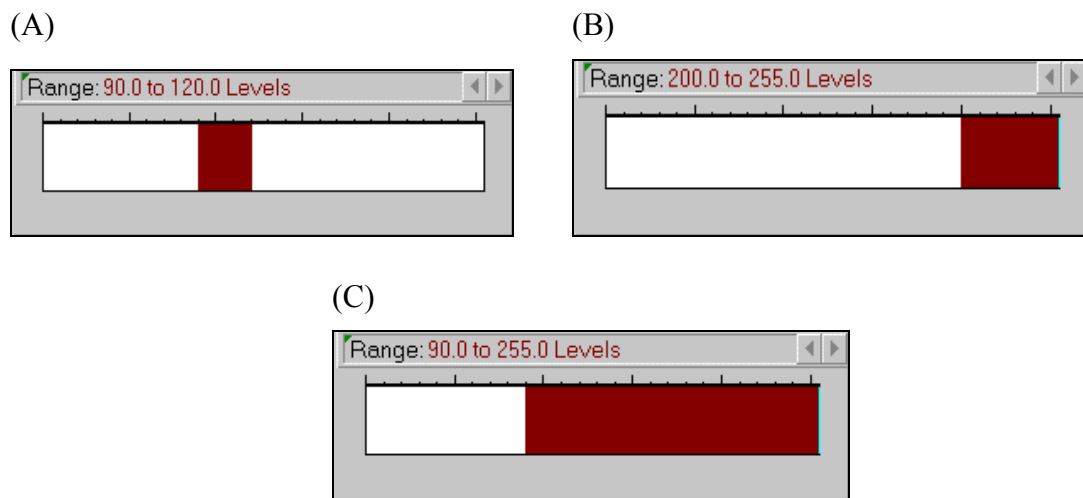 (A)
(B)
Range: 90.0 to 120.0 Levels
Range: 200.0 to 255.0 Levels
(C)
Range: 90.0 to 255.0 Levels